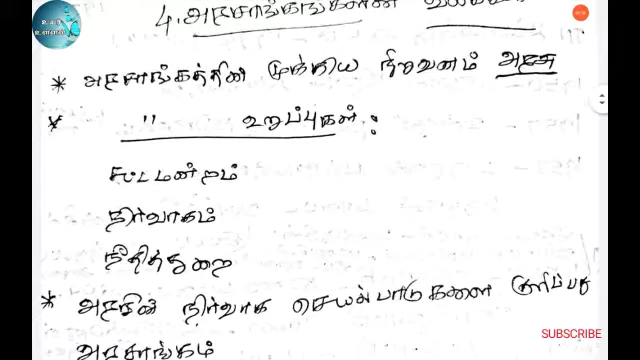 4. அரசாங்கங்களின் வகைகள்
* அரசாங்கத்தின் முக்கிய நிறுவனம் அரசு
* " உறுப்புகள் :
சட்டமன்றம்
நிர்வாகம்
நீதித்துறை
* அரசின் நிர்வாக செயல்பாடுகளை குறிப்பது
அரசாங்கம்
SUBSCRIBE